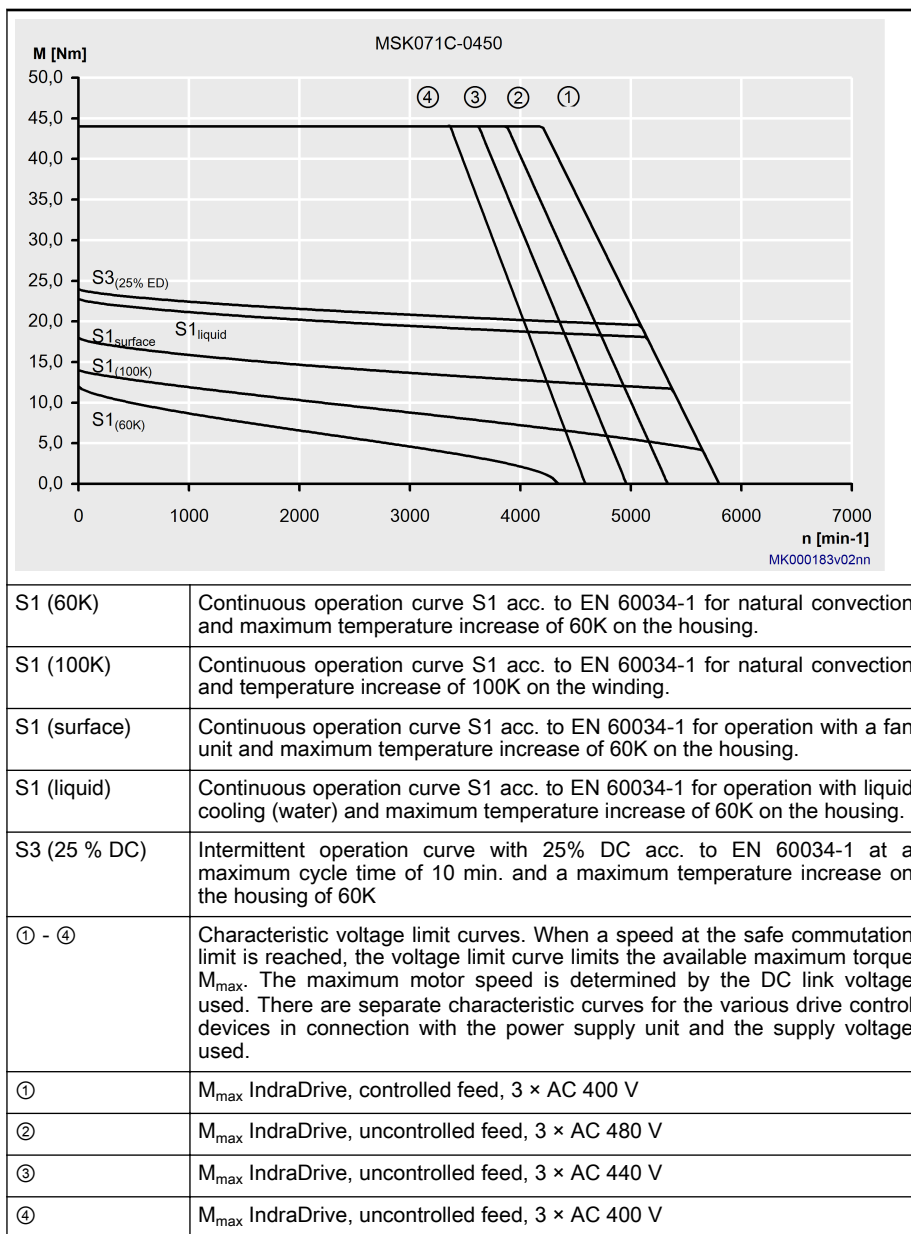 MSK071C-0450
M [Nm]
50,0
45,0
40,0
35,0
30,0
25,0
20,0
15,0
10,0
5,0
0,0
④ ③ ② ①
S3(25% ED)
S1liquid
S1surface
S1(100K)
S1(60K)
0 1000 2000 3000 4000 5000 6000 7000
n [min-1]
MK000183v02nn
S1 (60K)
Continuous operation curve S1 acc. to EN 60034-1 for natural convection
and maximum temperature increase of 60K on the housing.
S1 (100K)
Continuous operation curve S1 acc. to EN 60034-1 for natural convection
and temperature increase of 100K on the winding.
S1 (surface)
Continuous operation curve S1 acc. to EN 60034-1 for operation with a fan
unit and maximum temperature increase of 60K on the housing.
S1 (liquid)
Continuous operation curve S1 acc. to EN 60034-1 for operation with liquid
cooling (water) and maximum temperature increase of 60K on the housing.
S3 (25 % DC)
Intermittent operation curve with 25% DC acc. to EN 60034-1 at a
maximum cycle time of 10 min. and a maximum temperature increase on
the housing of 60K
① - ④
Characteristic voltage limit curves. When a speed at the safe commutation
limit is reached, the voltage limit curve limits the available maximum torque
Mmax. The maximum motor speed is determined by the DC link voltage
used. There are separate characteristic curves for the various drive control
devices in connection with the power supply unit and the supply voltage
used.
①
Mmax IndraDrive, controlled feed, 3 × AC 400 V
②
Mmax IndraDrive, uncontrolled feed, 3 × AC 480 V
③
Mmax IndraDrive, uncontrolled feed, 3 × AC 440 V
④
Mmax IndraDrive, uncontrolled feed, 3 × AC 400 V